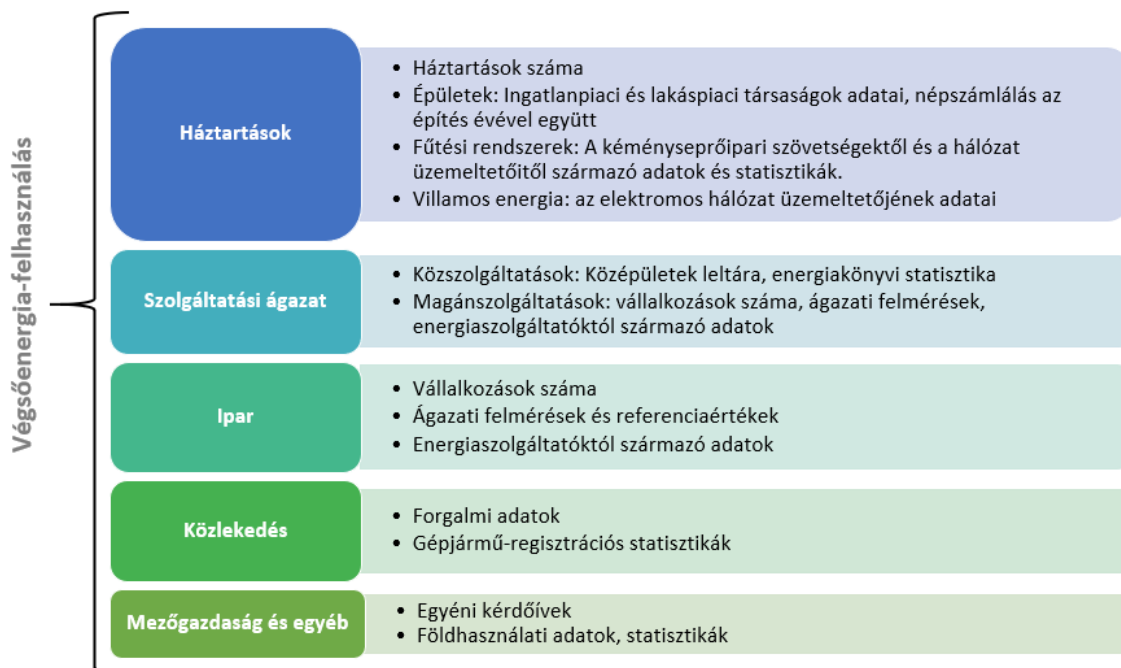 Végsőenergia-felhasználás
Háztartások
• Háztartások száma
• Épületek: Ingatlanpiaci és lakáspiaci társaságok adatai, népszámlálás az
építés évével együtt
• Fűtési rendszerek: A kéményseprőipari szövetségektől és a hálózat
üzemeltetőitől származó adatok és statisztikák.
• Villamos energia: az elektromos hálózat üzemeltetőjének adatai
Szolgáltatási ágazat
• Közszolgáltatások: Középületek leltára, energiakönyvi statisztika
• Magánszolgáltatások: vállalkozások száma, ágazati felmérések,
energiaszolgáltatóktól származó adatok
Ipar
• Vállalkozások száma
• Ágazati felmérések és referenciaértékek
• Energiaszolgáltatóktól származó adatok
Közlekedés
• Forgalmi adatok
• Gépjármű-regisztrációs statisztikák
Mezőgazdaság és egyéb
• Egyéni kérdőívek
• Földhasználati adatok, statisztikák